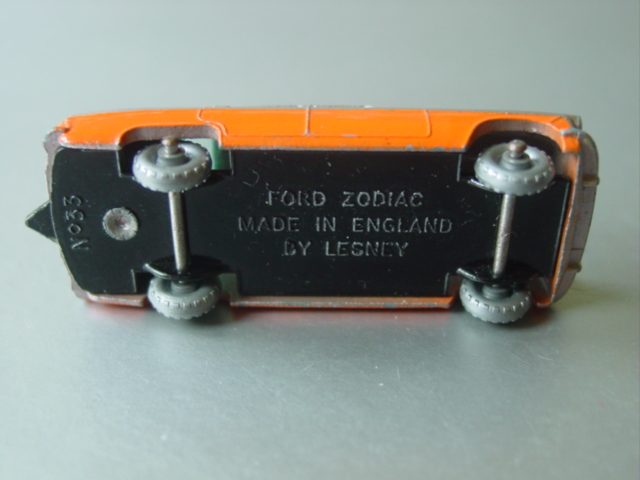 Nº33
FORD ZODIAC
MADE IN ENGLAND
BY LESNEY